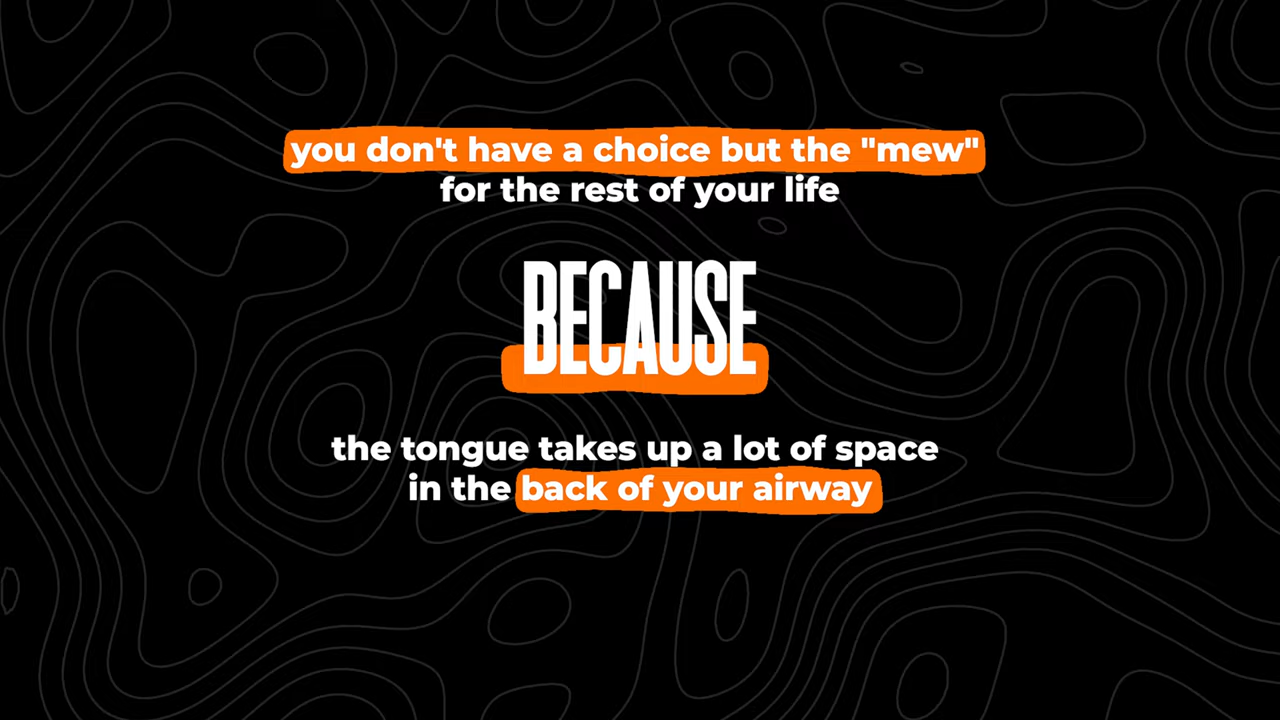 you don't have a choice but the "mew"
for the rest of your life
BECAUSE
the tongue takes up a lot of space
in the back of your airway